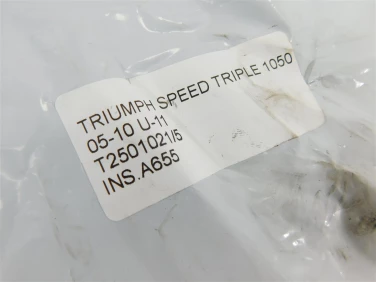 TRIUMPH SPEED TRIPLE 1050
05-10 U-11
T2501021/5
INS.A655